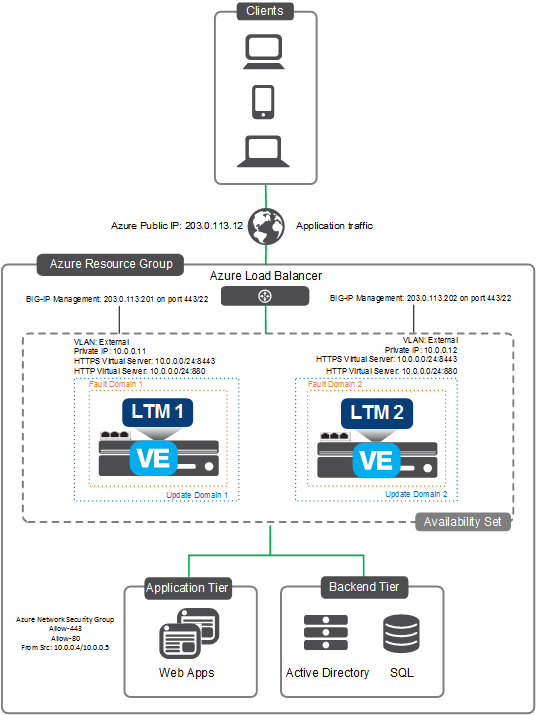 Clients
Azure Public IP: 203.0.113.12
Application traffic
Azure Resource Group
Azure Load Balancer
BIG-IP Management: 203.0.113.201 on port 443/22
BIG-IP Management: 203.0.113.202 on port 443/22
VLAN: External
Private IP: 10.0.0.11
HTTPS Virtual Server: 10.0.0.0/24:8443
HTTP Virtual Server: 10.0.0.0/24:880
VLAN: External
Private IP: 10.0.0.12
HTTPS Virtual Server: 10.0.0.0/24:8443
HTTP Virtual Server: 10.0.0.0/24:880
Fault Domain 1
LTM 1
VE
Update Domain 1
Fault Domain 2
LTM 2
VE
Update Domain 2
Availability Set
Application Tier
Web Apps
Backend Tier
Active Directory
SQL
Azure Network Security Group
Allow-443
Allow-80
From Src: 10.0.0.4/10.0.0.5